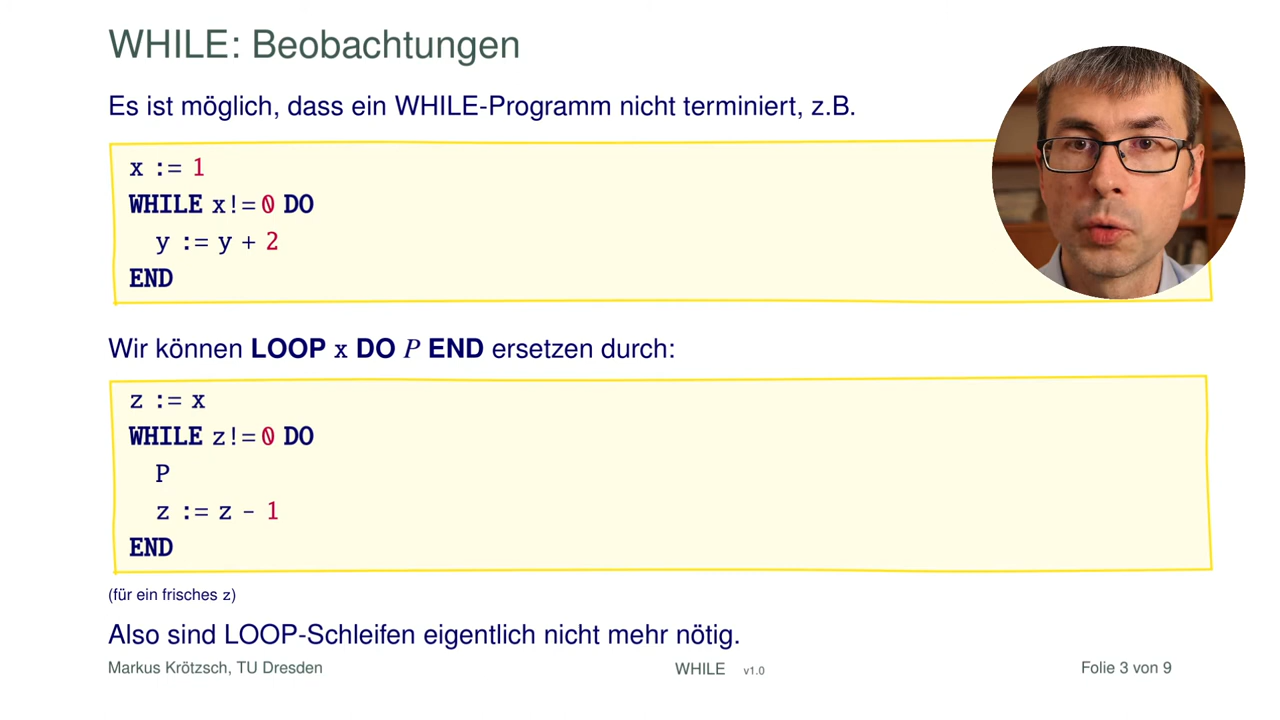 WHILE: Beobachtungen
Es ist möglich, dass ein WHILE-Programm nicht terminiert, z.B.
x := 1
WHILE x!=0 DO
y := y + 2
END
Wir können LOOP x DO P END ersetzen durch:
z := x
WHILE z!=0 DO
P
z := z - 1
END
(für ein frisches z)
Also sind LOOP-Schleifen eigentlich nicht mehr nötig.
Markus Krötzsch, TU Dresden WHILE v1.0 Folie 3 von 9